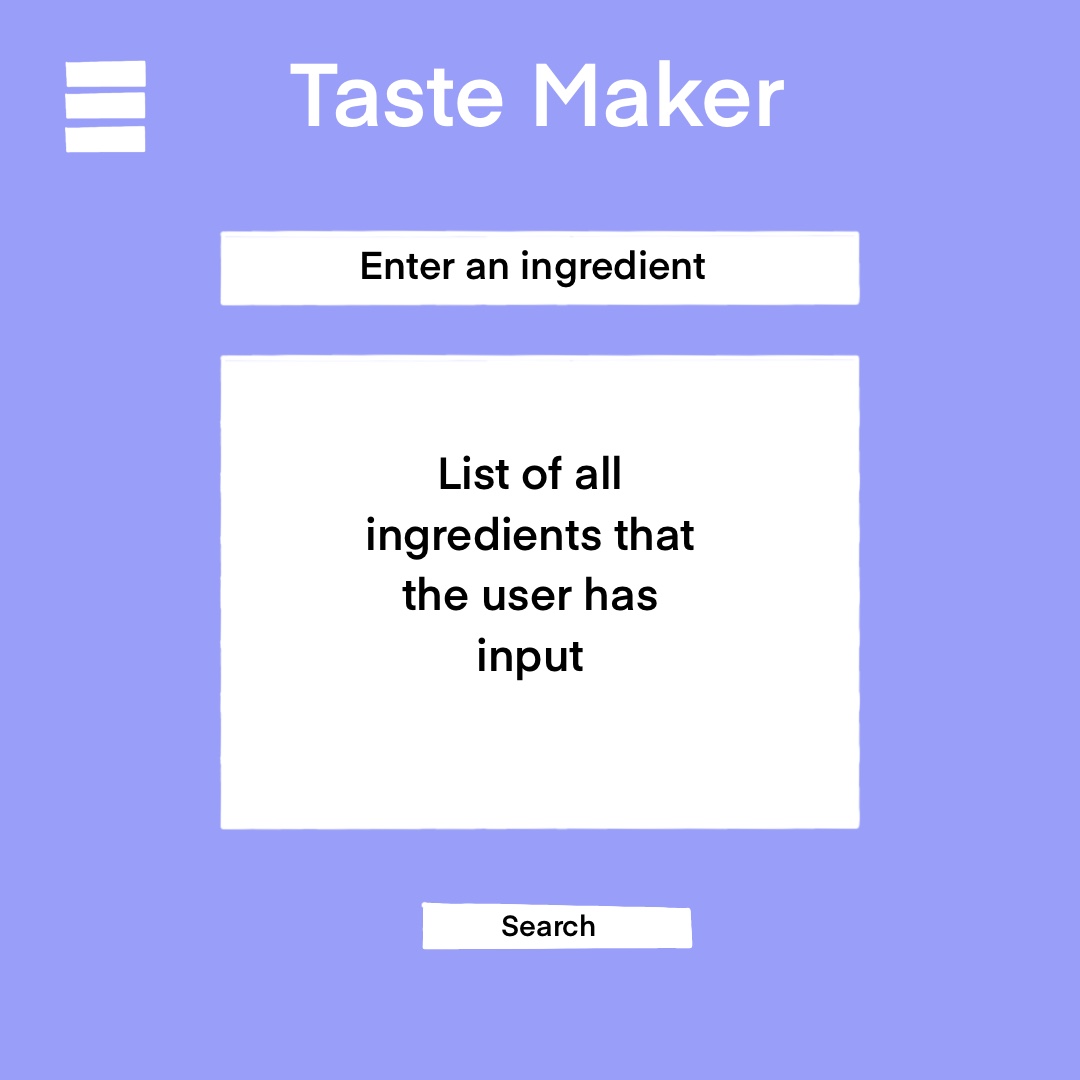 Taste Maker
Enter an ingredient
List of all
ingredients that
the user has
input
Search